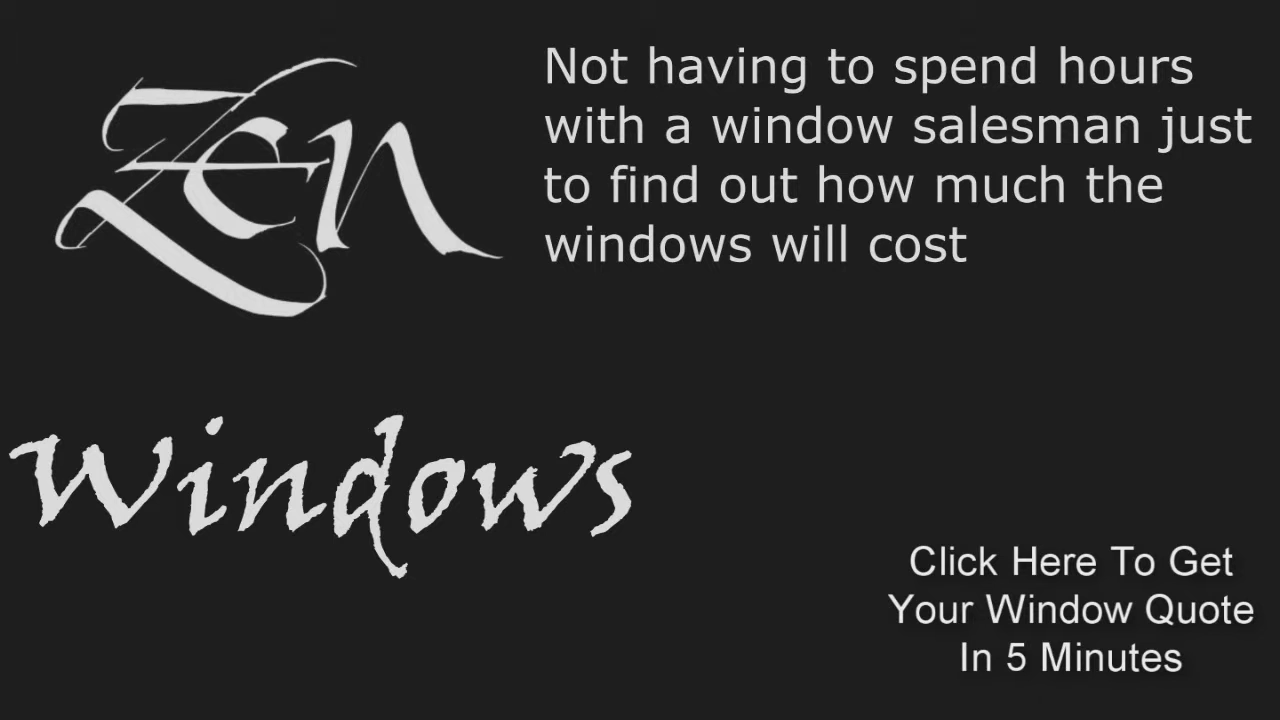 Zen
Not having to spend hours
with a window salesman just
to find out how much the
windows will cost
Windows
Click Here To Get
Your Window Quote
In 5 Minutes